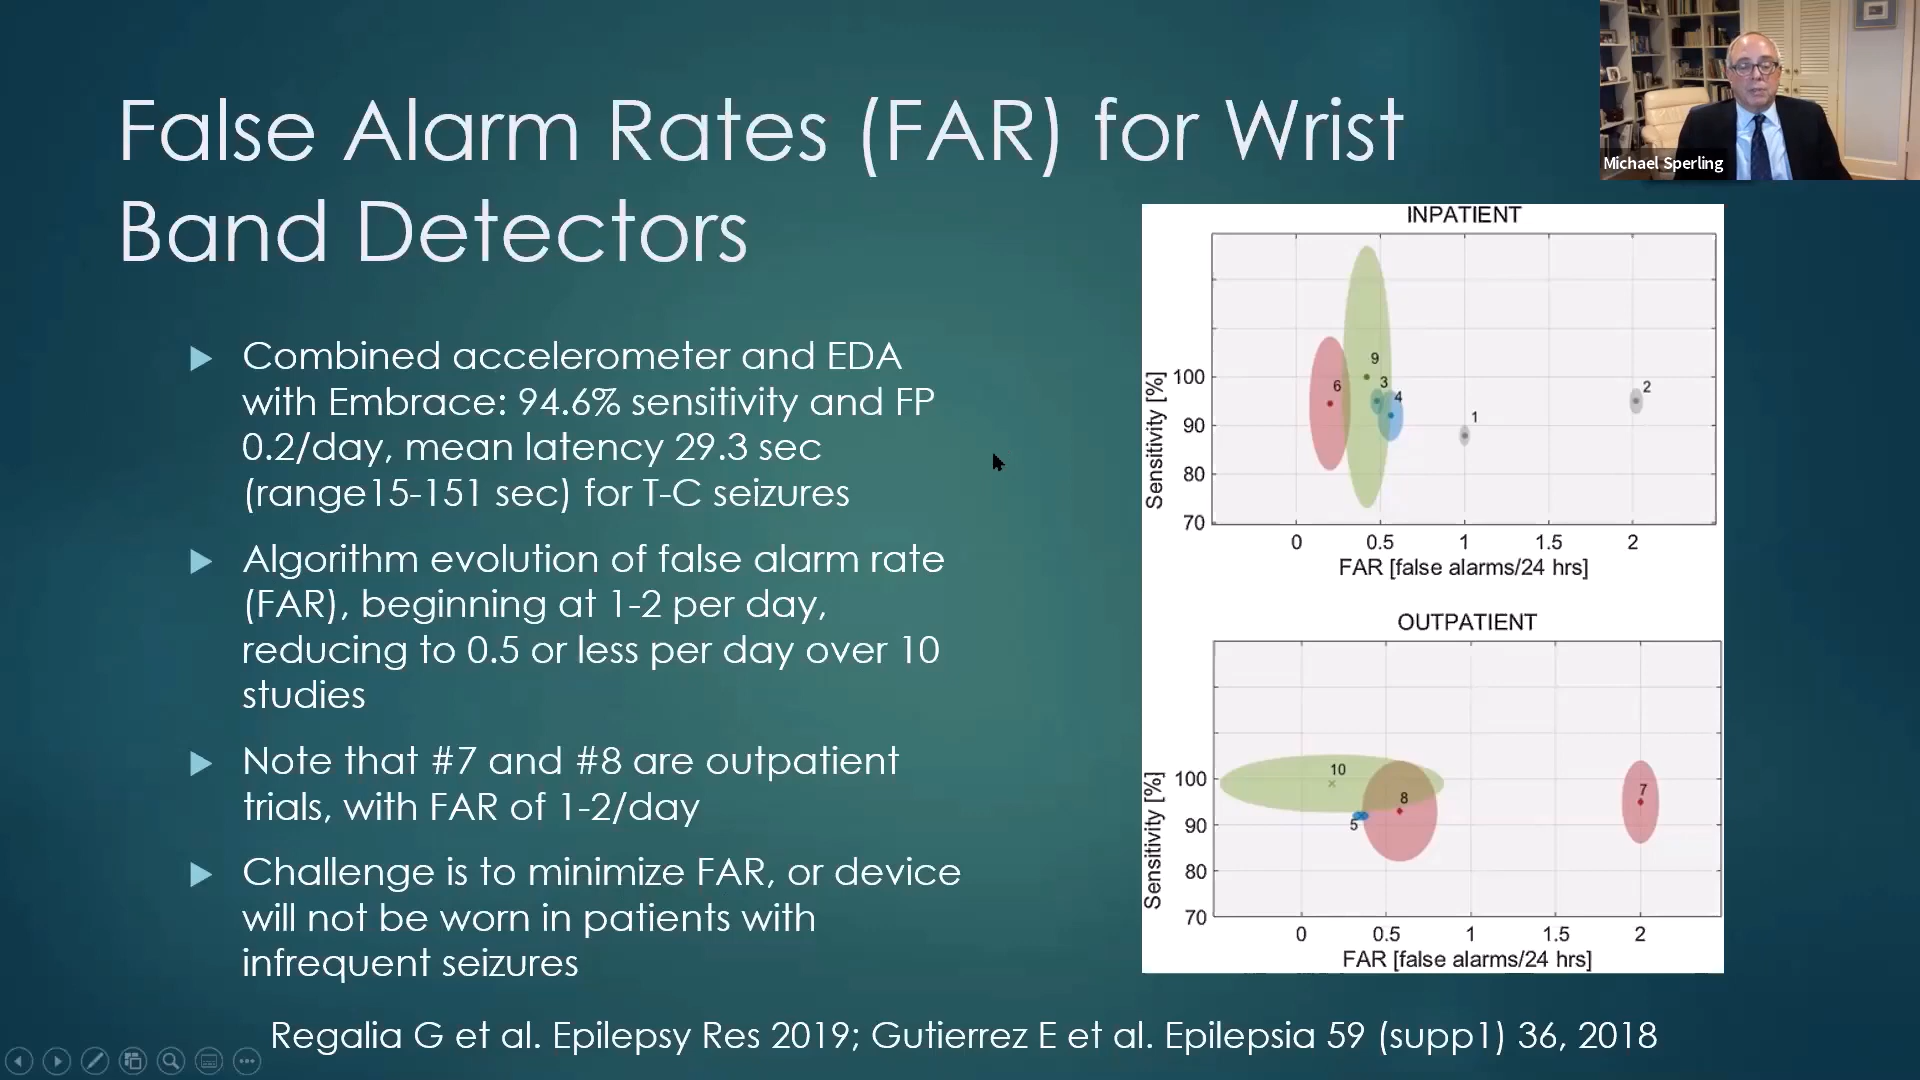 Michael Sperling
False Alarm Rates (FAR) for Wrist
Band Detectors
Combined accelerometer and EDA
with Embrace: 94.6% sensitivity and FP
0.2/day, mean latency 29.3 sec
(range15-151 sec) for T-C seizures
Algorithm evolution of false alarm rate
(FAR), beginning at 1-2 per day,
reducing to 0.5 or less per day over 10
studies
Note that #7 and #8 are outpatient
trials, with FAR of 1-2/day
Challenge is to minimize FAR, or device
will not be worn in patients with
infrequent seizures
INPATIENT
Sensitivity [%]
100
90
80
70
6
9
3
4
1
2
0 0.5 1 1.5 2
FAR [false alarms/24 hrs]
OUTPATIENT
Sensitivity [%]
100
90
80
70
10
8
5
7
0 0.5 1 1.5 2
FAR [false alarms/24 hrs]
Regalia G et al. Epilepsy Res 2019; Gutierrez E et al. Epilepsia 59 (supp1) 36, 2018